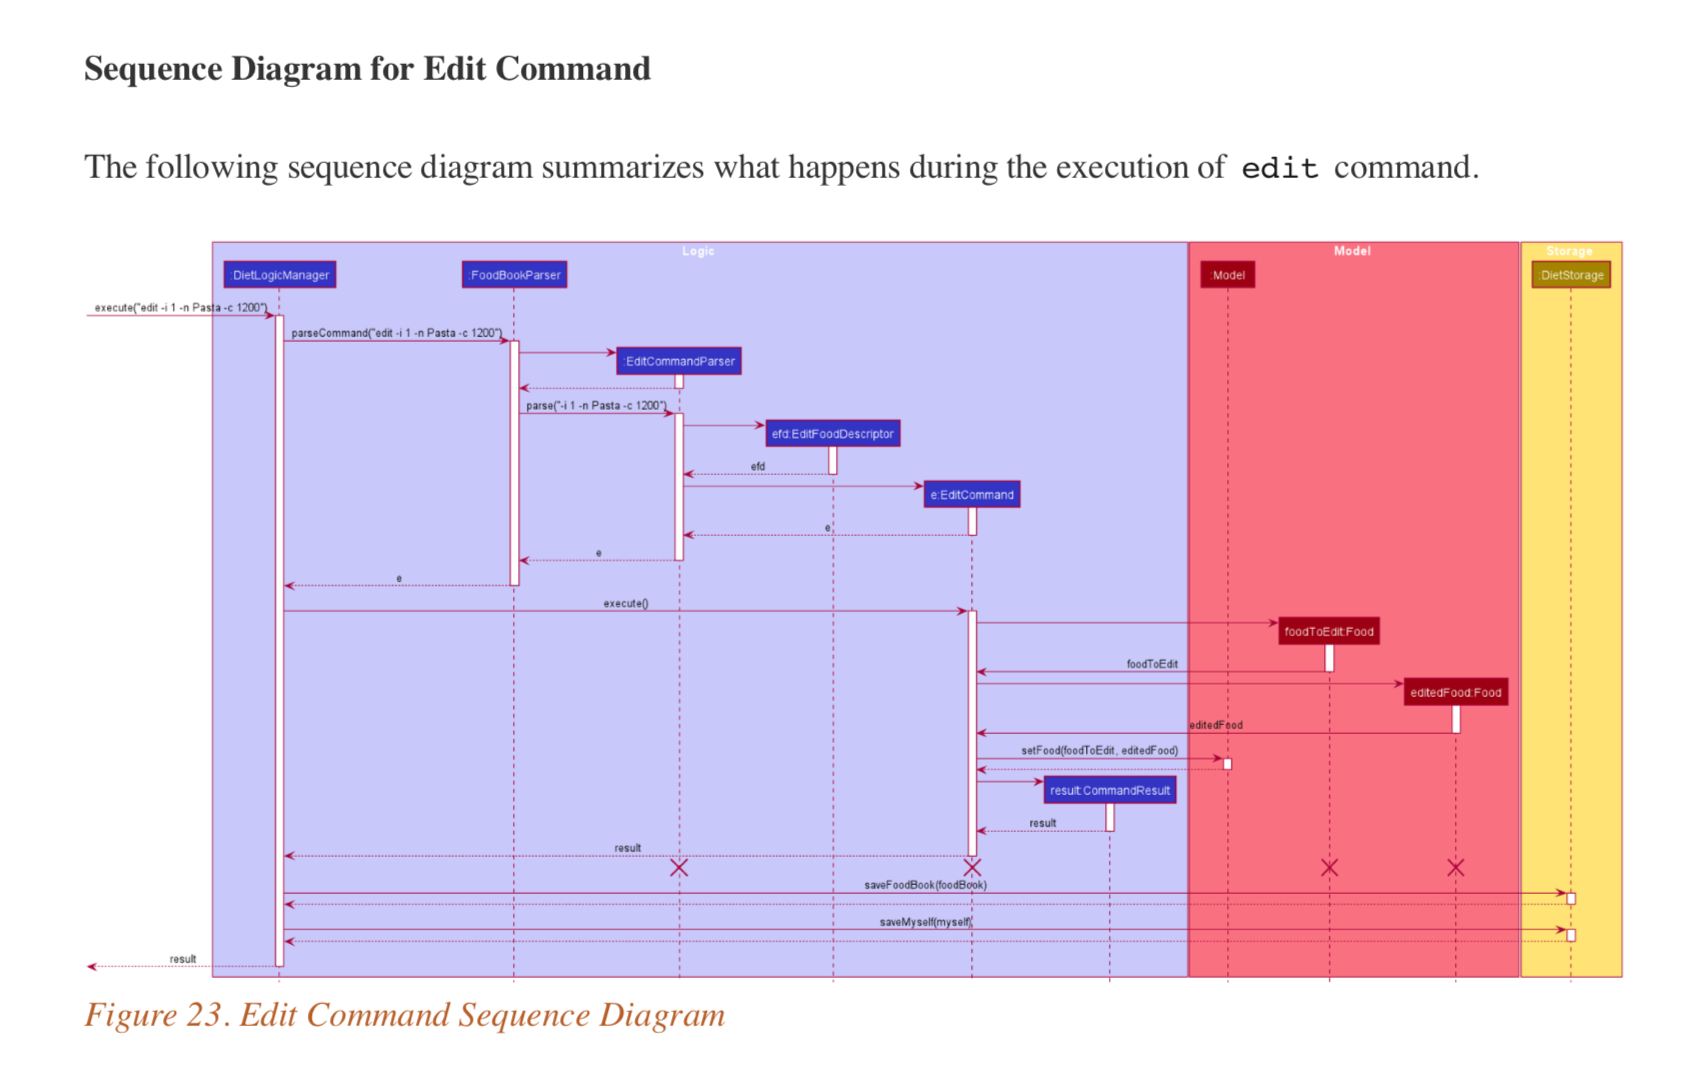 Sequence Diagram for Edit Command
The following sequence diagram summarizes what happens during the execution of edit command.
Logic
Model
Storage
:DietLogicManager
:FoodBookParser
:Model
:DietStorage
execute("edit -i 1 -n Pasta -c 1200")
parseCommand("edit -i 1 -n Pasta -c 1200")
:EditCommandParser
parse("-i 1 -n Pasta -c 1200")
efd:EditFoodDescriptor
efd
e:EditCommand
e
e
e
execute()
foodToEdit:Food
foodToEdit
editedFood:Food
editedFood
setFood(foodToEdit, editedFood)
result:CommandResult
result
result
saveFoodBook(foodBook)
saveMyself(myself)
result
Figure 23. Edit Command Sequence Diagram